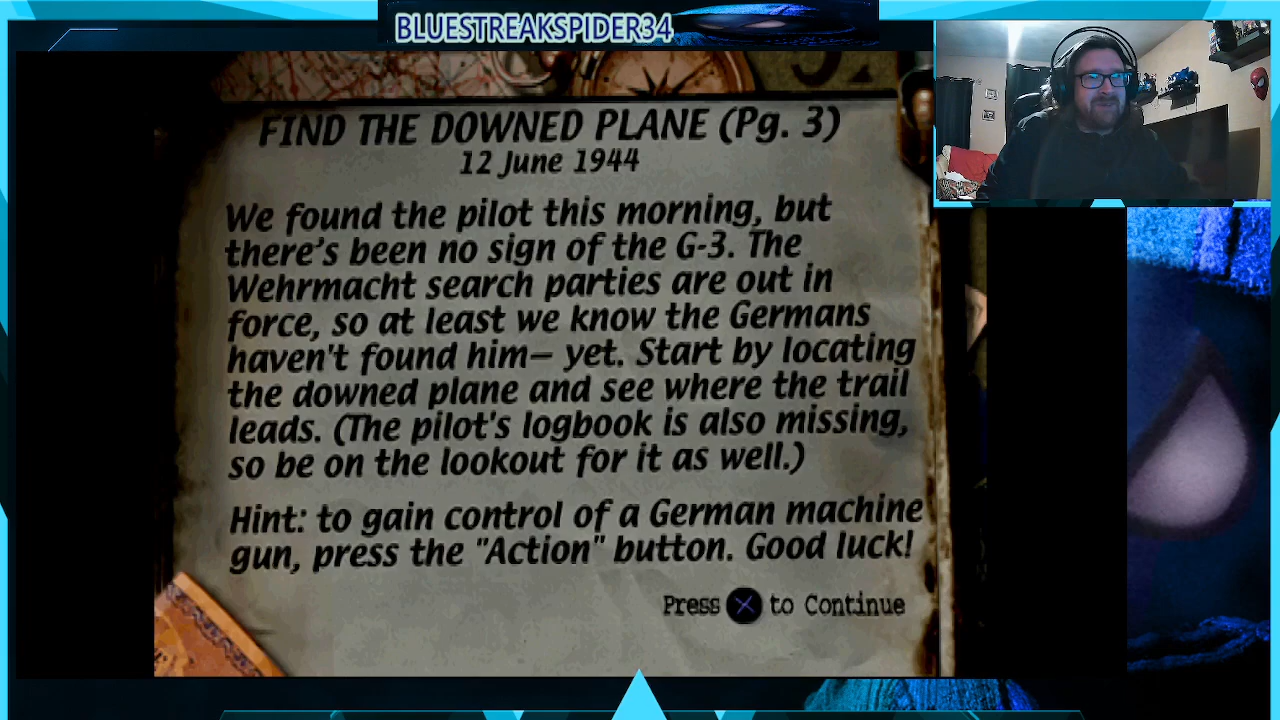 BLUESTREAKSPIDER34
FIND THE DOWNED PLANE (Pg. 3)
12 June 1944
We found the pilot this morning, but
there's been no sign of the G-3. The
Wehrmacht search parties are out in
force, so at least we know the Germans
haven't found him— yet. Start by locating
the downed plane and see where the trail
leads. (The pilot's logbook is also missing,
so be on the lookout for it as well.)
Hint: to gain control of a German machine
gun, press the "Action" button. Good luck!
Press X to Continue